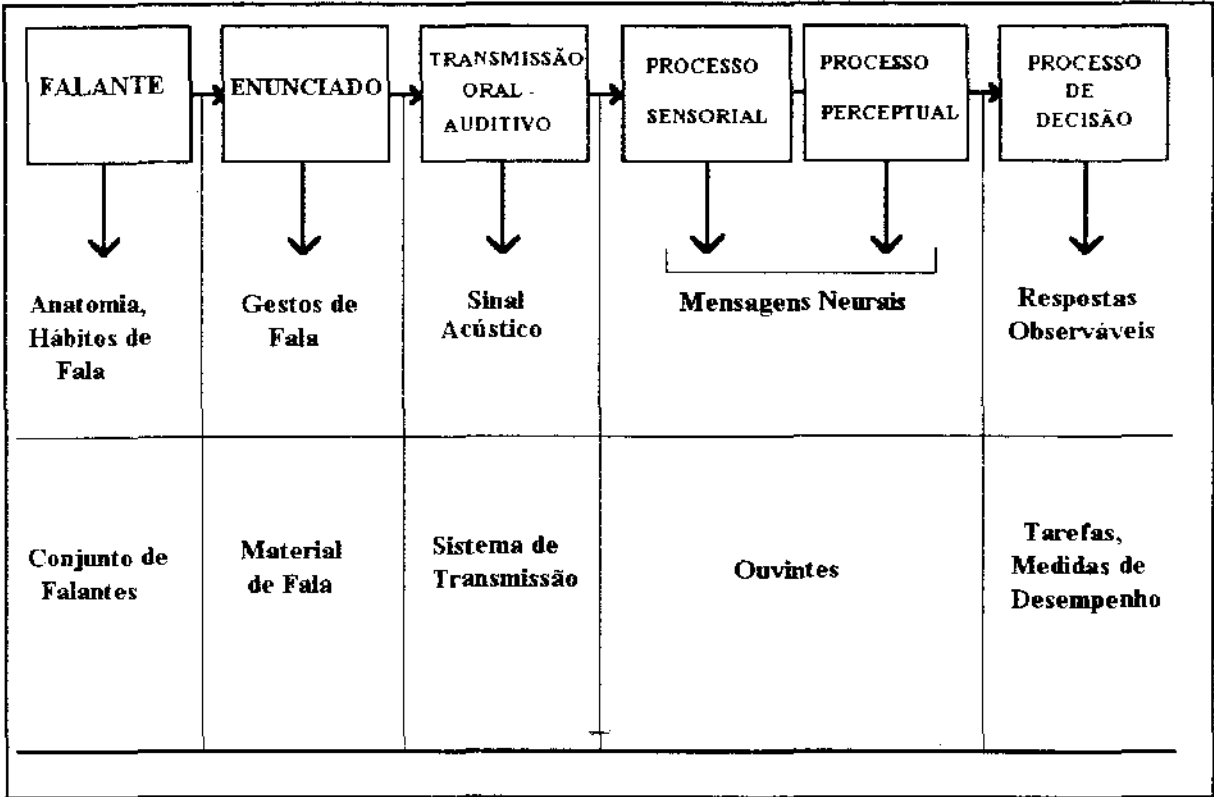 FALANTE
ENUNCIADO
TRANSMISSÃO
ORAL -
AUDITIVO
PROCESSO
SENSORIAL
PROCESSO
PERCEPTUAL
PROCESSO
DE
DECISÃO
Anatomia,
Hábitos de
Fala
Gestos de
Fala
Sinal
Acústico
Mensagens Neurais
Respostas
Observáveis
Conjunto de
Falantes
Material
de Fala
Sistema de
Transmissão
Ouvintes
Tarefas,
Medidas de
Desempenho